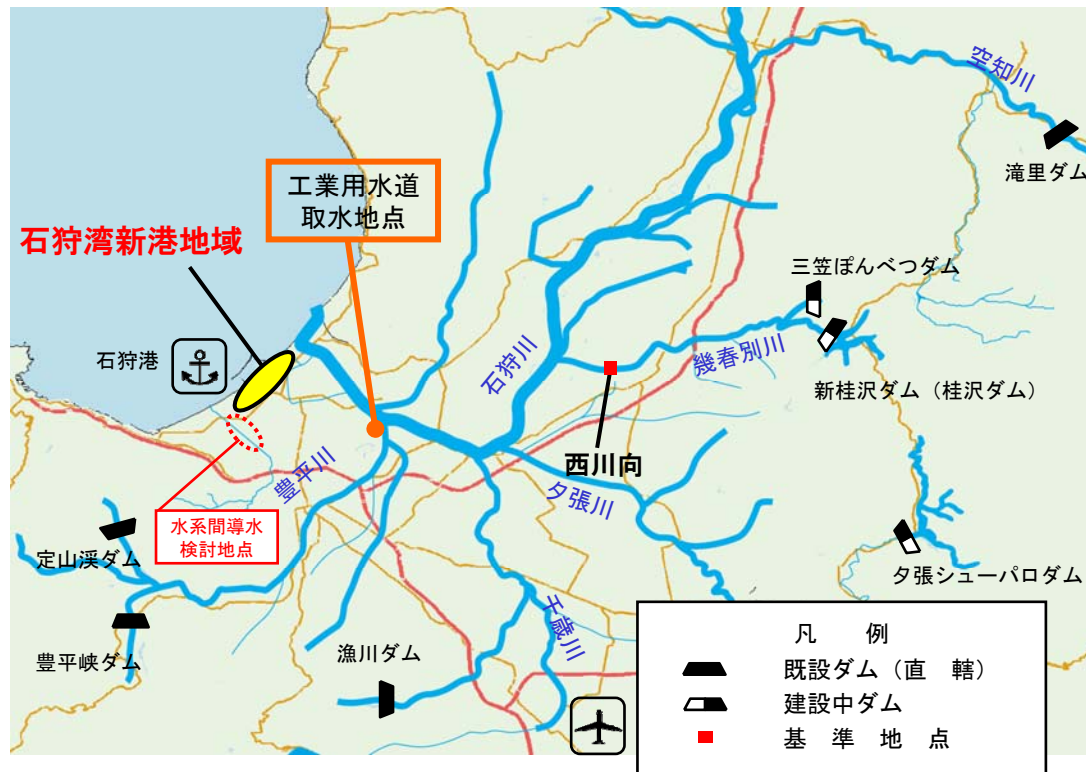 空知川
滝里ダム
工業用水道
取水地点
石狩湾新港地域
三笠ぽんべつダム
石狩港
石狩川
幾春別川
新桂沢ダム（桂沢ダム）
西川向
豊平川
夕張川
水系間導水
検討地点
定山渓ダム
夕張シューパロダム
千歳川
豊平峡ダム
漁川ダム
凡　例
既設ダム（直　轄）
建設中ダム
基　準　地　点